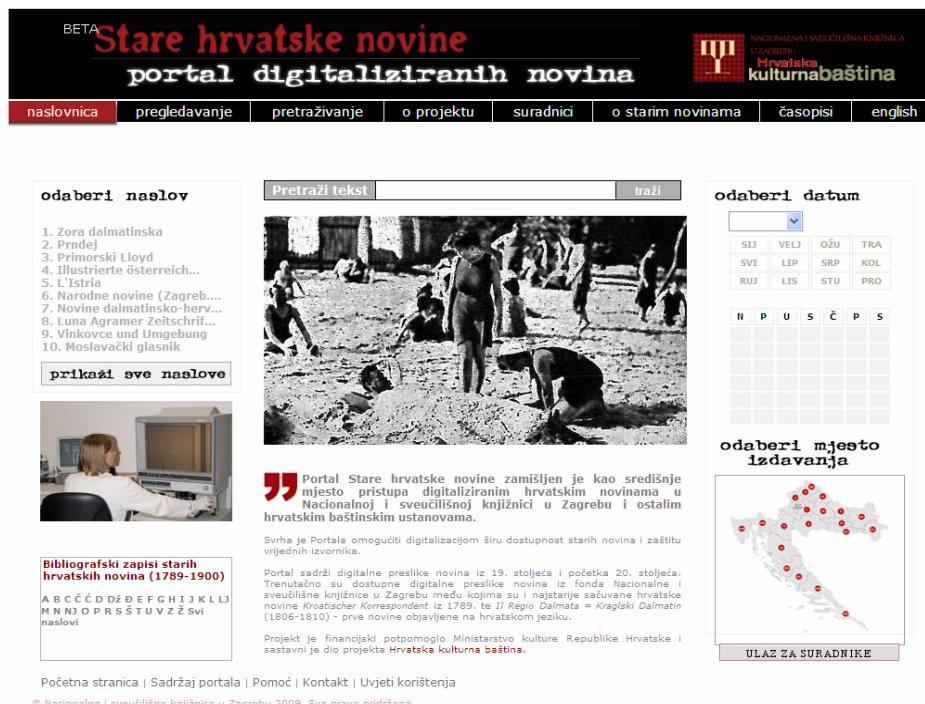 BETA
Stare hrvatske novine
portal digitaliziranih novina
NACIONALNA I SVEUČILIŠNA KNJIŽNICA
U ZAGREBU
Hrvatska
kulturnabaština
naslovnica pregledavanje pretraživanje o projektu suradnici o starim novinama časopisi english
odaberi naslov
1. Zora dalmatinska
2. Prndej
3. Primorski Lloyd
4. Illustrierte österreich...
5. L'Istria
6. Narodne novine (Zagreb....
7. Novine dalmatinsko-herv...
8. Luna Agramer Zeitschrif...
9. Vinkovce und Umgebung
10. Moslavački glasnik
prikaži sve naslove
Bibliografski zapisi starih
hrvatskih novina (1789-1900)
A B C Č Ć D Dž Đ E F G H I J K L LJ
M N NJ O P R S Š T U V Z Ž Svi
naslovi
Pretraži tekst traži
Portal Stare hrvatske novine zamišljen je kao središnje
mjesto pristupa digitaliziranim hrvatskim novinama u
Nacionalnoj i sveučilišnoj knjižnici u Zagrebu i ostalim
hrvatskim baštinskim ustanovama.
Svrha je Portala omogućiti digitalizacijom širu dostupnost starih novina i zaštitu
vrijednih izvornika.
Portal sadrži digitalne preslike novina iz 19. stoljeća i početka 20. stoljeća.
Trenutačno su dostupne digitalne preslike novina iz fonda Nacionalne i
sveučilišne knjižnice u Zagrebu među kojima su i najstarije sačuvane hrvatske
novine Kroatischer Korrespondent iz 1789. te Il Regio Dalmata = Kraglski Dalmatin
(1806-1810) - prve novine objavljene na hrvatskom jeziku.
Projekt je financijski potpomoglo Ministarstvo kulture Republike Hrvatske i
sastavni je dio projekta Hrvatska kulturna baština.
odaberi datum
SIJ VELJ OŽU TRA
SVI LIP SRP KOL
RUJ LIS STU PRO
N P U S Č P S
odaberi mjesto
izdavanja
ULAZ ZA SURADNIKE
Početna stranica | Sadržaj portala | Pomoć | Kontakt | Uvjeti korištenja
© Nacionalna i sveučilišna knjižnica u Zagrebu 2009. Sva prava pridržana.